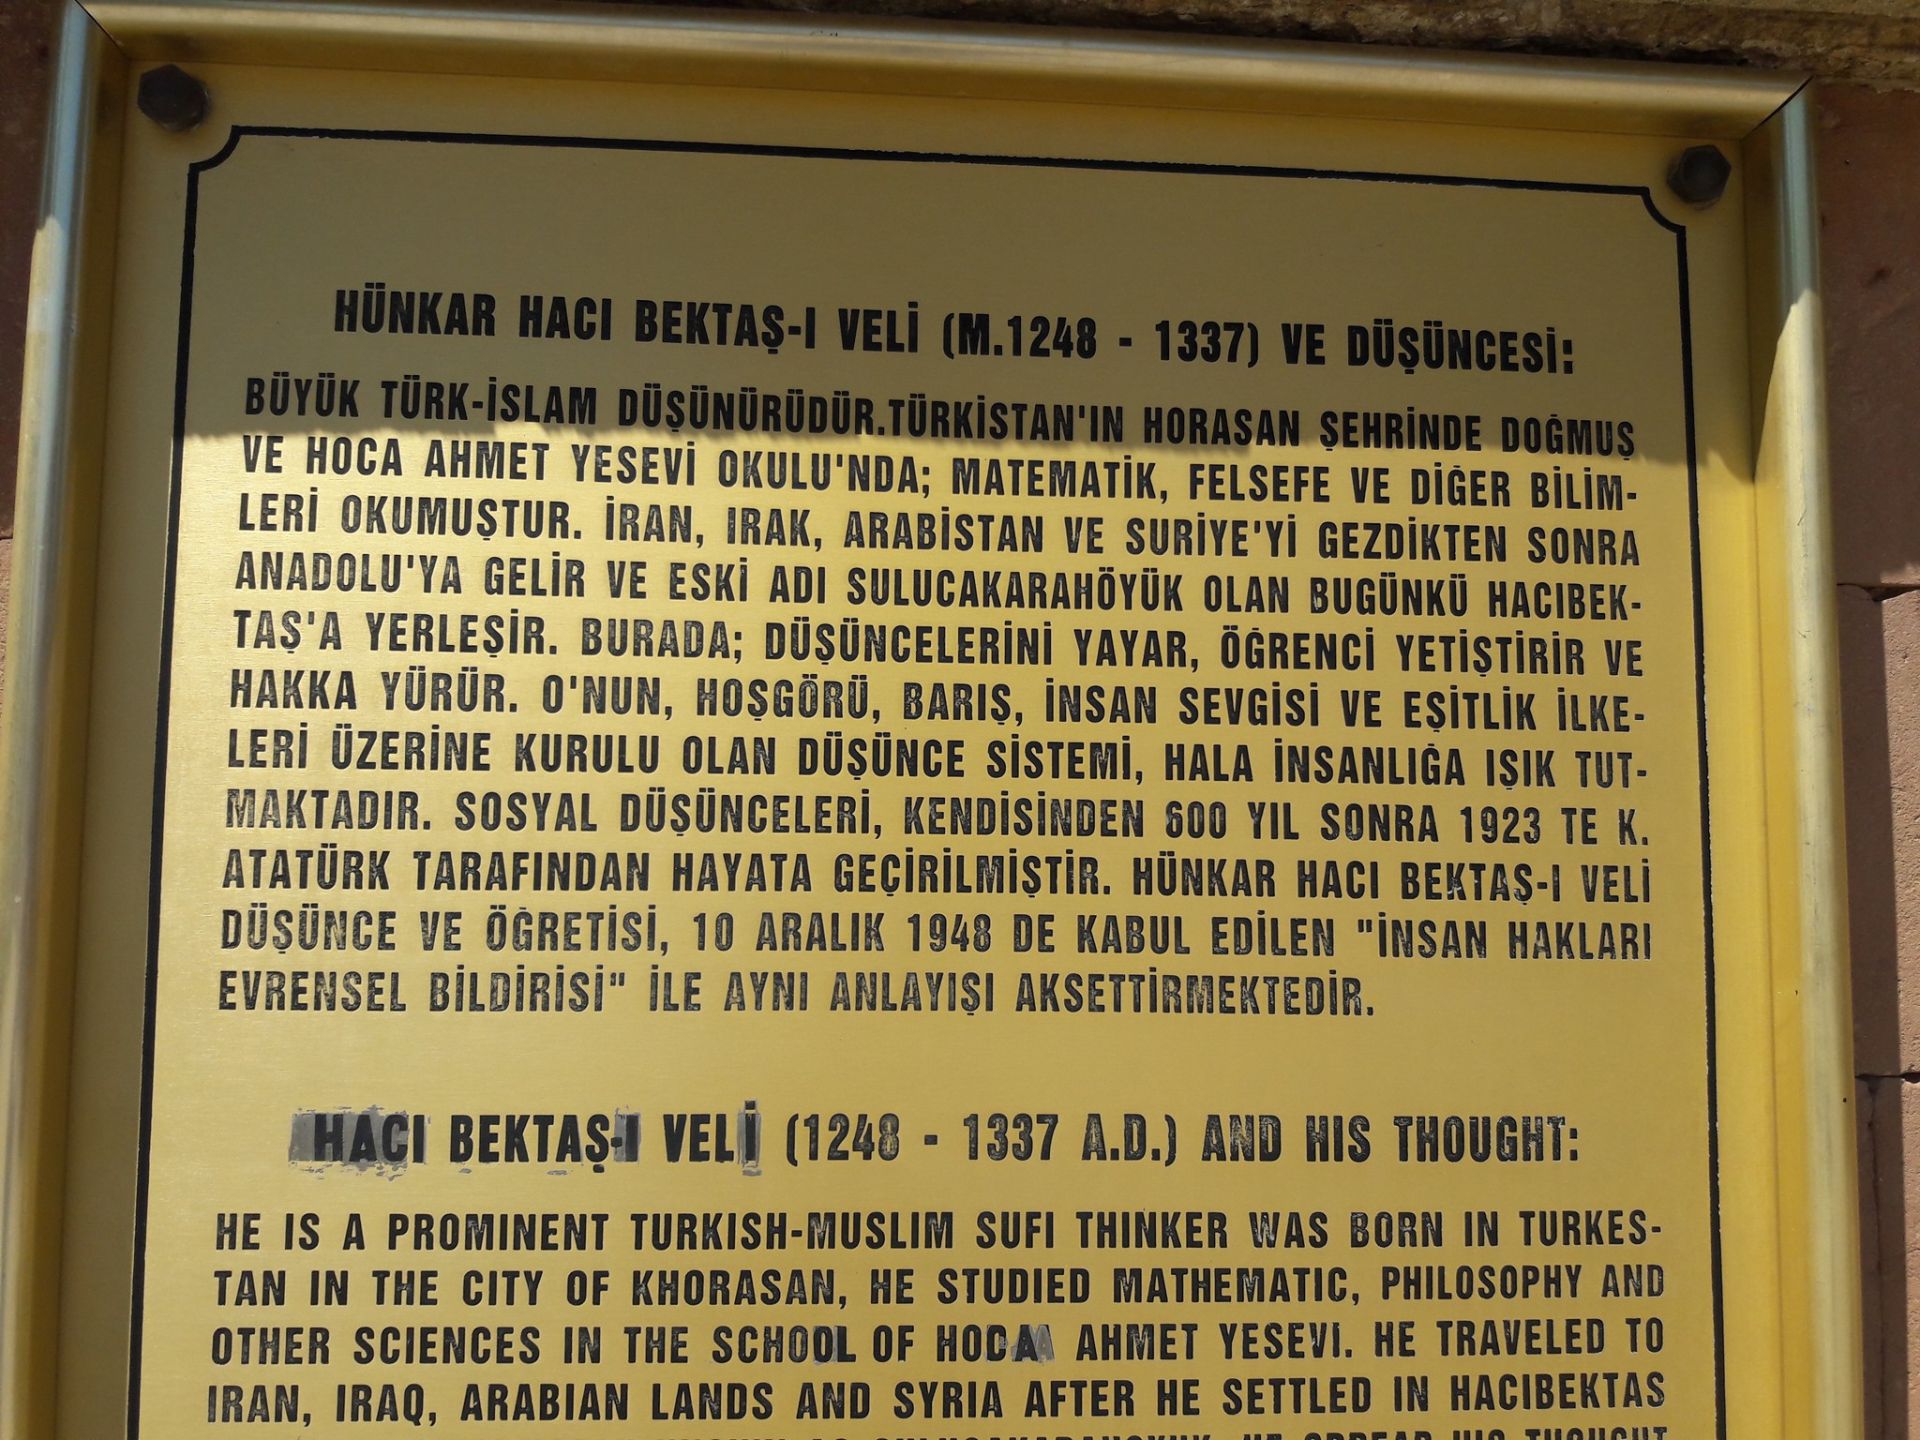 HÜNKAR HACI BEKTAŞ-I VELİ (M.1248 - 1337) VE DÜŞÜNCESİ:
BÜYÜK TÜRK-İSLAM DÜŞÜNÜRÜDÜR.TÜRKİSTAN'IN HORASAN ŞEHRİNDE DOĞMUŞ
VE HOCA AHMET YESEVİ OKULU'NDA; MATEMATİK, FELSEFE VE DİĞER BİLİM-
LERİ OKUMUŞTUR. İRAN, IRAK, ARABİSTAN VE SURİYE'Yİ GEZDİKTEN SONRA
ANADOLU'YA GELİR VE ESKİ ADI SULUCAKARAHÖYÜK OLAN BUGÜNKÜ HACIBEK-
TAŞ'A YERLEŞİR. BURADA; DÜŞÜNCELERİNİ YAYAR, ÖĞRENCİ YETİŞTİRİR VE
HAKKA YÜRÜR. O'NUN, HOŞGÖRÜ, BARIŞ, İNSAN SEVGİSİ VE EŞİTLİK İLKE-
LERİ ÜZERİNE KURULU OLAN DÜŞÜNCE SİSTEMİ, HALA İNSANLIĞA IŞIK TUT-
MAKTADIR. SOSYAL DÜŞÜNCELERİ, KENDİSİNDEN 600 YIL SONRA 1923 TE K.
ATATÜRK TARAFINDAN HAYATA GEÇİRİLMİŞTİR. HÜNKAR HACI BEKTAŞ-I VELİ
DÜŞÜNCE VE ÖĞRETİSİ, 10 ARALIK 1948 DE KABUL EDİLEN "İNSAN HAKLARI
EVRENSEL BİLDİRİSİ" İLE AYNI ANLAYIŞI AKSETTİRMEKTEDİR.
HACI BEKTAŞ-I VELİ (1248 - 1337 A.D.) AND HIS THOUGHT:
HE IS A PROMINENT TURKISH-MUSLIM SUFI THINKER WAS BORN IN TURKES-
TAN IN THE CITY OF KHORASAN, HE STUDIED MATHEMATIC, PHILOSOPHY AND
OTHER SCIENCES IN THE SCHOOL OF HOCA AHMET YESEVI. HE TRAVELED TO
IRAN, IRAQ, ARABIAN LANDS AND SYRIA AFTER HE SETTLED IN HACIBEKTAS
HE SPREAD HIS THOUGHT